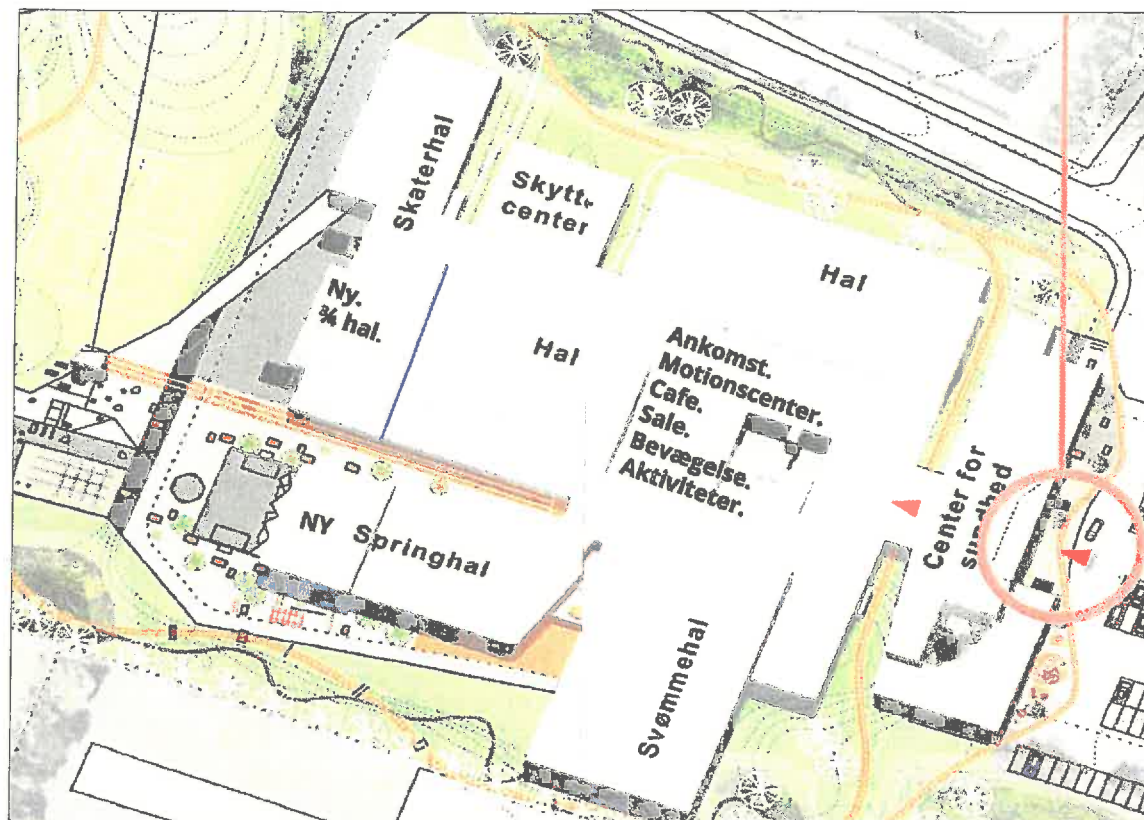 Skaterhal
Skytte
center
Hal
Ny.
¾ hal.
Hal
Ankomst.
Motionscenter.
Cafe.
Sale.
Bevægelse.
Aktiviteter.
Center for
sundhed
NY Springhal
Svømmehal